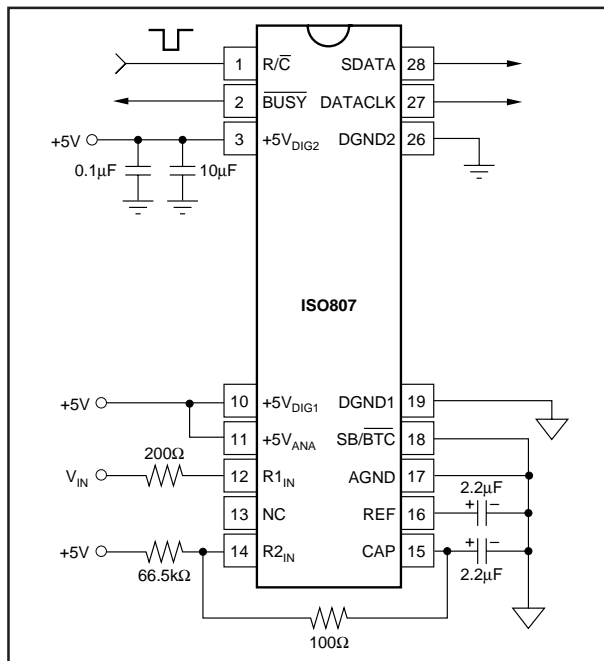 1 R/C̅ SDATA 28
2 B̅U̅S̅Y̅ DATACLK 27
+5V 3 +5V_DIG2 DGND2 26
0.1µF 10µF
ISO807
+5V 10 +5V_DIG1 DGND1 19
11 +5V_ANA SB/B̅T̅C̅ 18
V_IN 200Ω 12 R1_IN AGND 17
2.2µF
13 NC REF 16 + –
+5V 14 R2_IN CAP 15 + –
66.5kΩ 2.2µF
100Ω